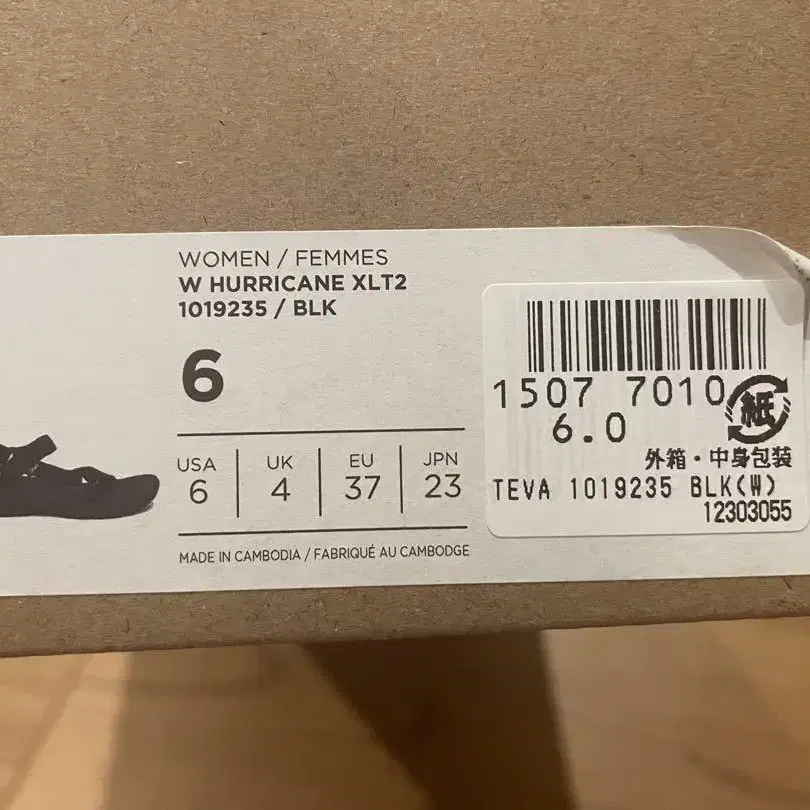 WOMEN / FEMMES
W HURRICANE XLT2
1019235 / BLK
6
USA UK EU JPN
6 4 37 23
MADE IN CAMBODIA / FABRIQUÉ AU CAMBODGE
1507 7010
6.0
紙
外箱・中身包装
TEVA 1019235 BLK(W)
12303055